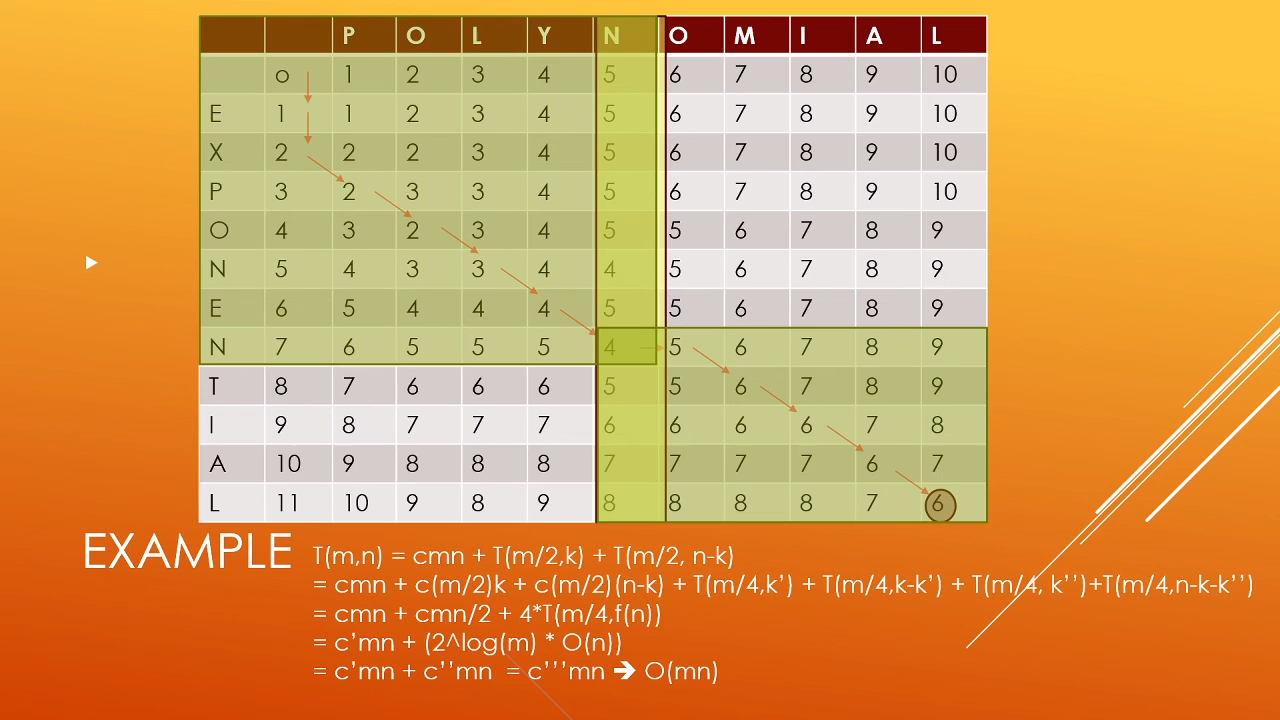 P O L Y N O M I A L
o 1 2 3 4 5 6 7 8 9 10
E 1 1 2 3 4 5 6 7 8 9 10
X 2 2 2 3 4 5 6 7 8 9 10
P 3 2 3 3 4 5 6 7 8 9 10
O 4 3 2 3 4 5 5 6 7 8 9
N 5 4 3 3 4 4 5 6 7 8 9
E 6 5 4 4 4 5 5 6 7 8 9
N 7 6 5 5 5 4 5 6 7 8 9
T 8 7 6 6 6 5 5 6 7 8 9
I 9 8 7 7 7 6 6 6 6 7 8
A 10 9 8 8 8 7 7 7 7 6 7
L 11 10 9 8 9 8 8 8 8 7 6
EXAMPLE
T(m,n) = cmn + T(m/2,k) + T(m/2, n-k)
= cmn + c(m/2)k + c(m/2)(n-k) + T(m/4,k’) + T(m/4,k-k’) + T(m/4, k’’)+T(m/4,n-k-k’’)
= cmn + cmn/2 + 4*T(m/4,f(n))
= c’mn + (2^log(m) * O(n))
= c’mn + c’’mn = c’’’mn ➔ O(mn)